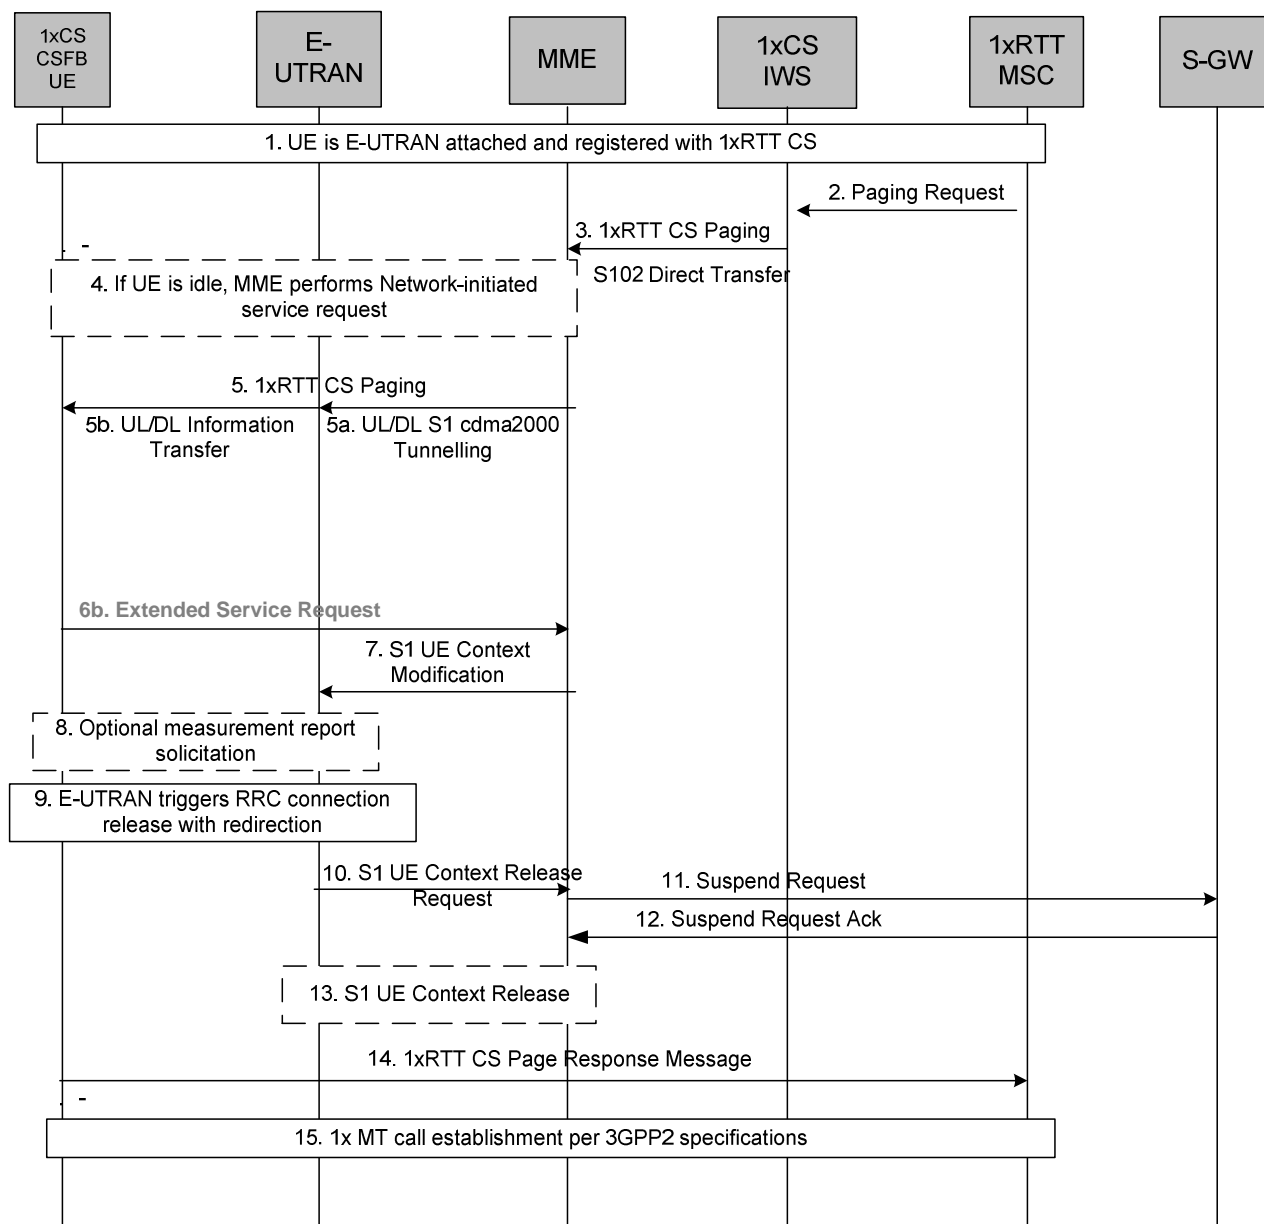 1xCS
CSFB
UE
E-
UTRAN
MME
1xCS
IWS
1xRTT
MSC
S-GW
1. UE is E-UTRAN attached and registered with 1xRTT CS
2. Paging Request
3. 1xRTT CS Paging
S102 Direct Transfer
4. If UE is idle, MME performs Network-initiated
service request
5. 1xRTT CS Paging
5b. UL/DL Information
Transfer
5a. UL/DL S1 cdma2000
Tunnelling
6b. Extended Service Request
7. S1 UE Context
Modification
8. Optional measurement report
solicitation
9. E-UTRAN triggers RRC connection
release with redirection
10. S1 UE Context Release
Request
11. Suspend Request
12. Suspend Request Ack
13. S1 UE Context Release
14. 1xRTT CS Page Response Message
15. 1x MT call establishment per 3GPP2 specifications